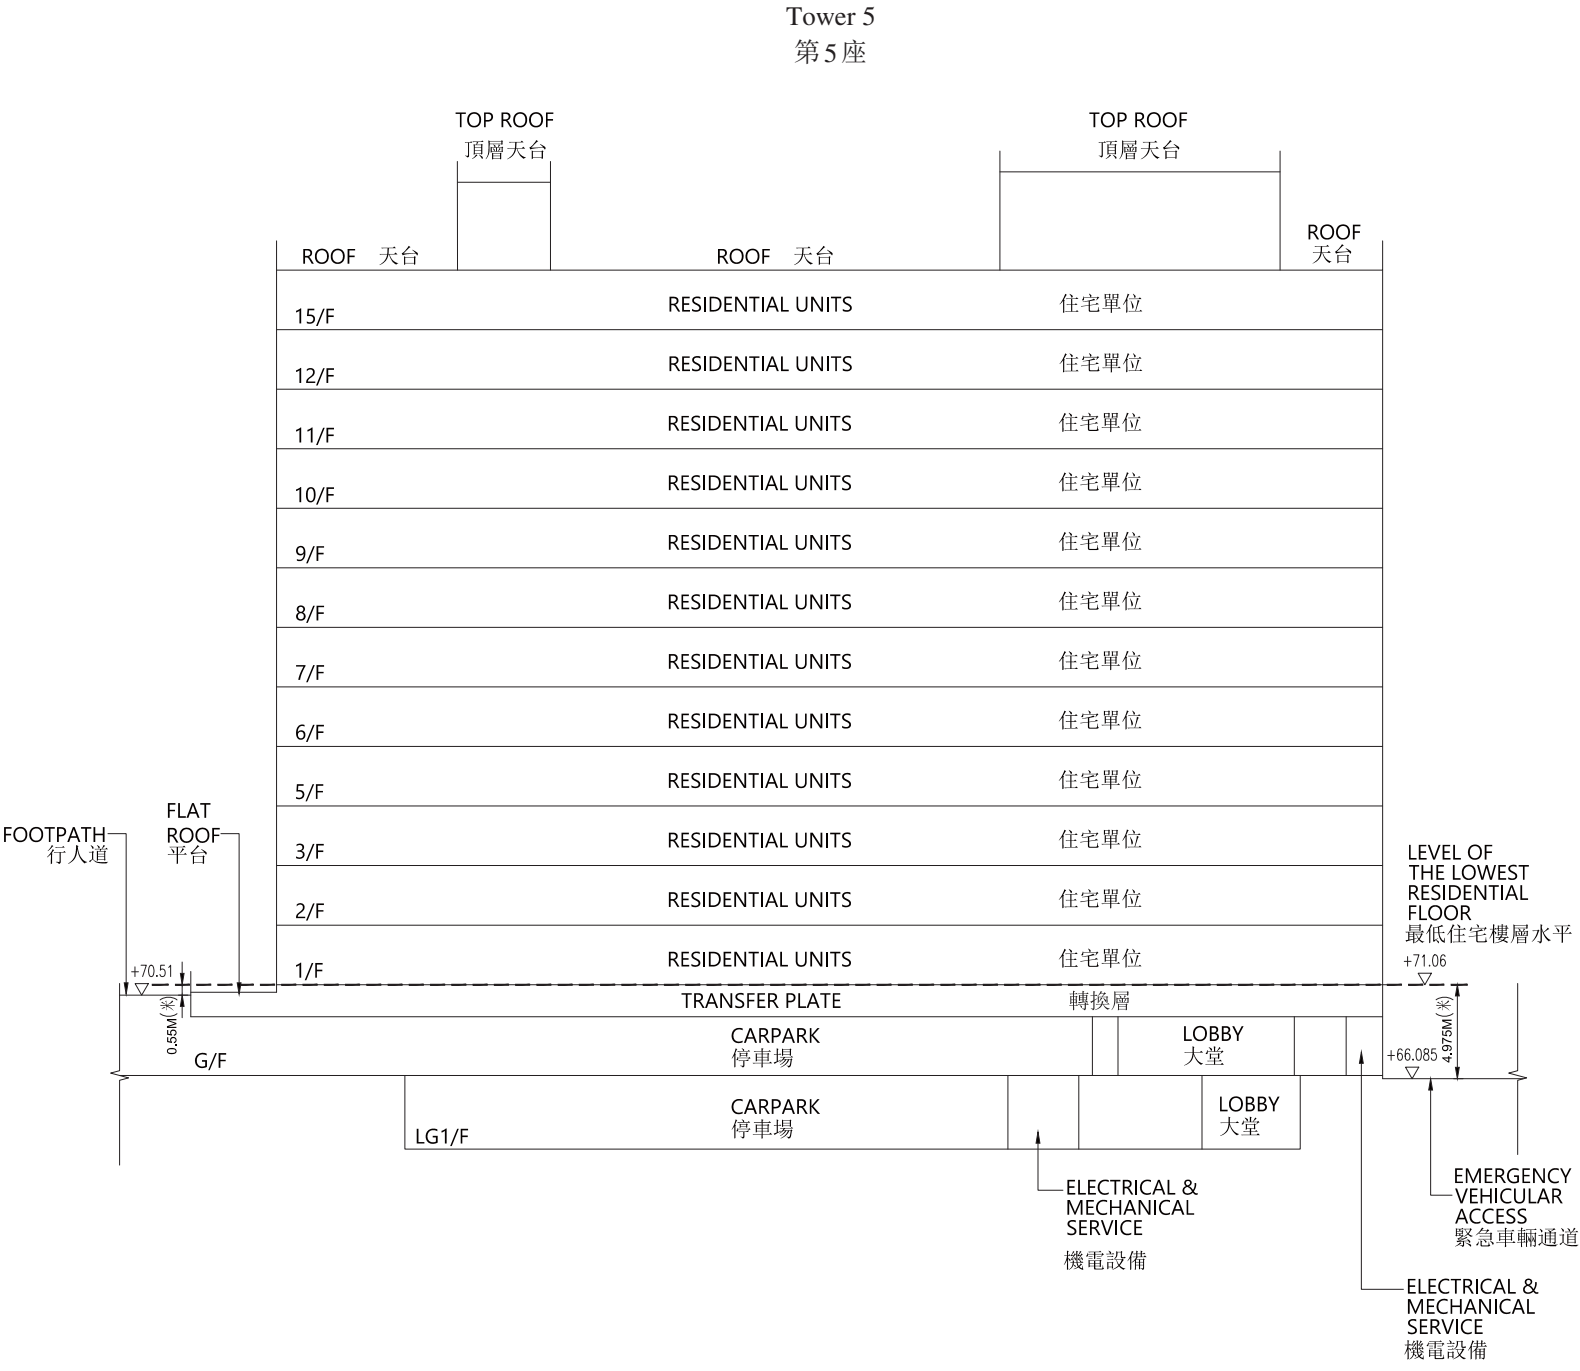 Tower 5
第5座
TOP ROOF
頂層天台
TOP ROOF
頂層天台
ROOF 天台
ROOF 天台
ROOF
天台
15/F RESIDENTIAL UNITS 住宅單位
12/F RESIDENTIAL UNITS 住宅單位
11/F RESIDENTIAL UNITS 住宅單位
10/F RESIDENTIAL UNITS 住宅單位
9/F RESIDENTIAL UNITS 住宅單位
8/F RESIDENTIAL UNITS 住宅單位
7/F RESIDENTIAL UNITS 住宅單位
6/F RESIDENTIAL UNITS 住宅單位
5/F RESIDENTIAL UNITS 住宅單位
3/F RESIDENTIAL UNITS 住宅單位
2/F RESIDENTIAL UNITS 住宅單位
1/F RESIDENTIAL UNITS 住宅單位
FOOTPATH
行人道
FLAT
ROOF
平台
LEVEL OF
THE LOWEST
RESIDENTIAL
FLOOR
最低住宅樓層水平
+70.51
+71.06
0.55M(米)
TRANSFER PLATE 轉換層
G/F
CARPARK
停車場
LOBBY
大堂
+66.085
4.975M(米)
LG1/F
CARPARK
停車場
LOBBY
大堂
ELECTRICAL &
MECHANICAL
SERVICE
機電設備
EMERGENCY
VEHICULAR
ACCESS
緊急車輛通道
ELECTRICAL &
MECHANICAL
SERVICE
機電設備